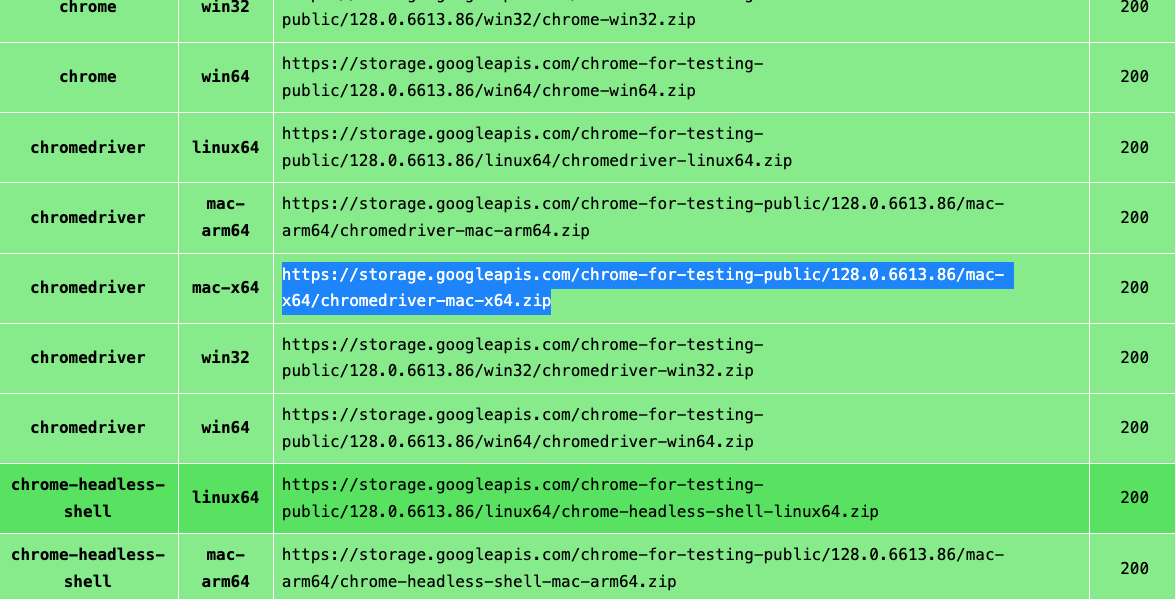 chrome win32 public/128.0.6613.86/win32/chrome-win32.zip 200
https://storage.googleapis.com/chrome-for-testing-
chrome win64 200
public/128.0.6613.86/win64/chrome-win64.zip
https://storage.googleapis.com/chrome-for-testing-
chromedriver linux64 200
public/128.0.6613.86/linux64/chromedriver-linux64.zip
mac- https://storage.googleapis.com/chrome-for-testing-public/128.0.6613.86/mac-
chromedriver 200
arm64 arm64/chromedriver-mac-arm64.zip
https://storage.googleapis.com/chrome-for-testing-public/128.0.6613.86/mac-
chromedriver mac-x64 200
x64/chromedriver-mac-x64.zip
https://storage.googleapis.com/chrome-for-testing-
chromedriver win32 200
public/128.0.6613.86/win32/chromedriver-win32.zip
https://storage.googleapis.com/chrome-for-testing-
chromedriver win64 200
public/128.0.6613.86/win64/chromedriver-win64.zip
chrome-headless- https://storage.googleapis.com/chrome-for-testing-
linux64 200
shell public/128.0.6613.86/linux64/chrome-headless-shell-linux64.zip
chrome-headless- mac- https://storage.googleapis.com/chrome-for-testing-public/128.0.6613.86/mac-
200
shell arm64 arm64/chrome-headless-shell-mac-arm64.zip